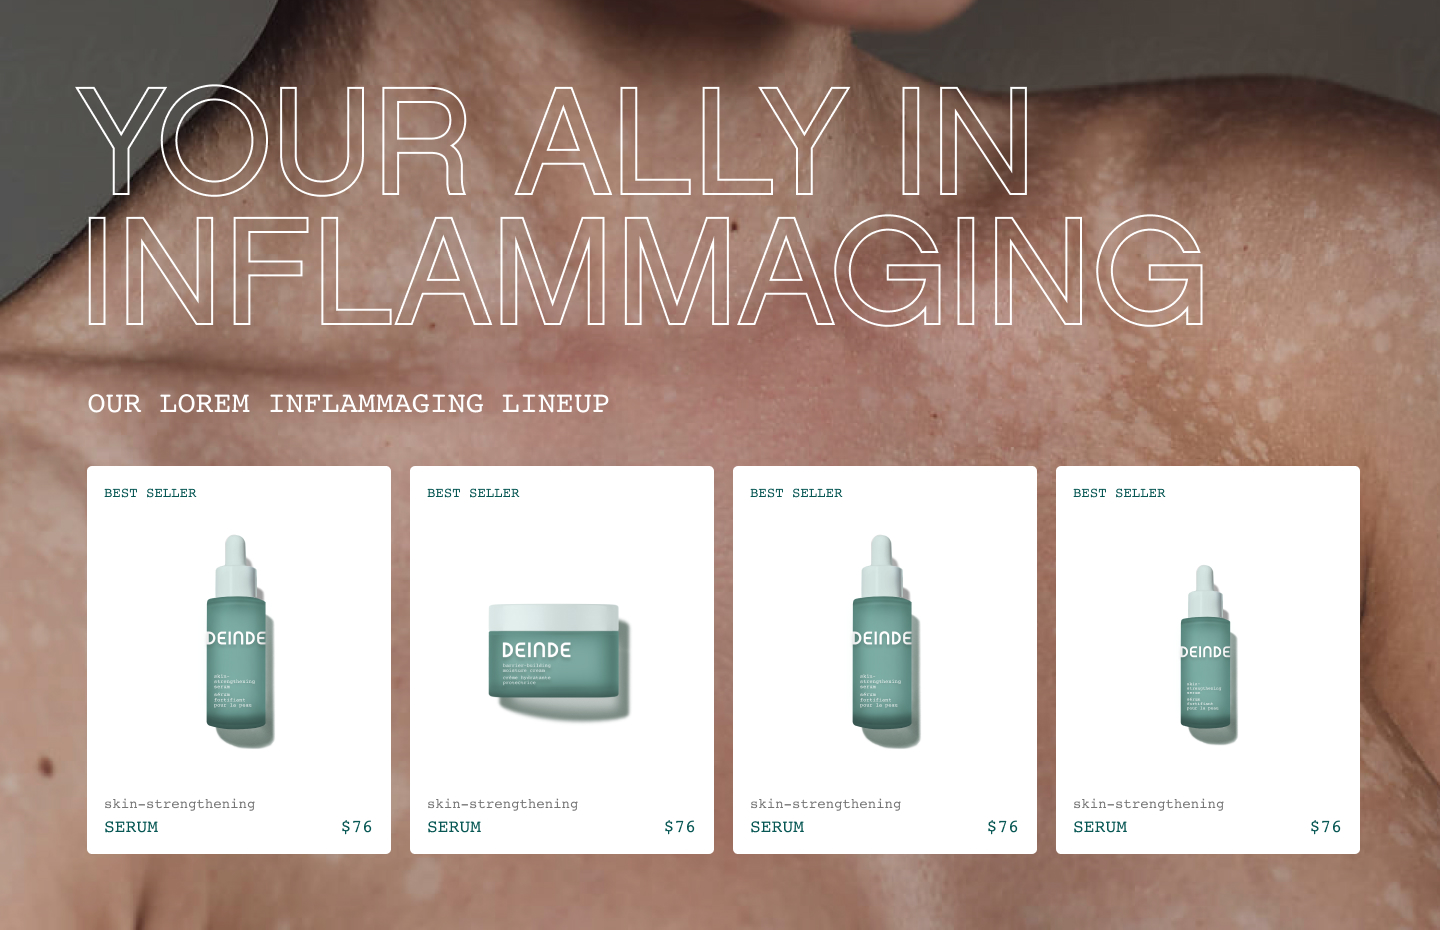 YOUR ALLY IN
INFLAMMAGING
OUR LOREM INFLAMMAGING LINEUP
BEST SELLER
DEINDE
skin-
strengthening
serum
sérum
fortifiant
pour la peau
skin-strengthening
SERUM $76
BEST SELLER
DEINDE
barrier-building
moisture cream
crème hydratante
protectrice
skin-strengthening
SERUM $76
BEST SELLER
DEINDE
skin-
strengthening
serum
sérum
fortifiant
pour la peau
skin-strengthening
SERUM $76
BEST SELLER
DEINDE
skin-
strengthening
serum
sérum
fortifiant
pour la peau
skin-strengthening
SERUM $76